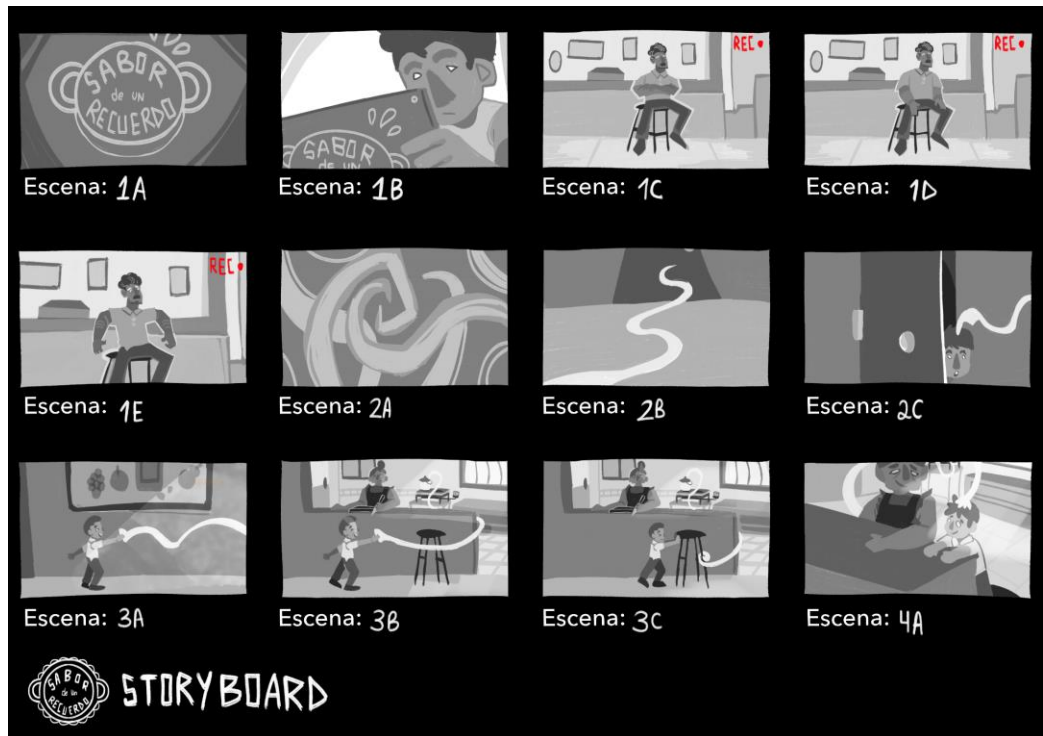 SABOR
de un
RECUERDO
SABOR
de un
REC
REC
Escena: 1A
Escena: 1B
Escena: 1C
Escena: 1D
REC
Escena: 1E
Escena: 2A
Escena: 2B
Escena: 2C
Escena: 3A
Escena: 3B
Escena: 3C
Escena: 4A
SABOR
de un
RECUERDO
STORYBOARD